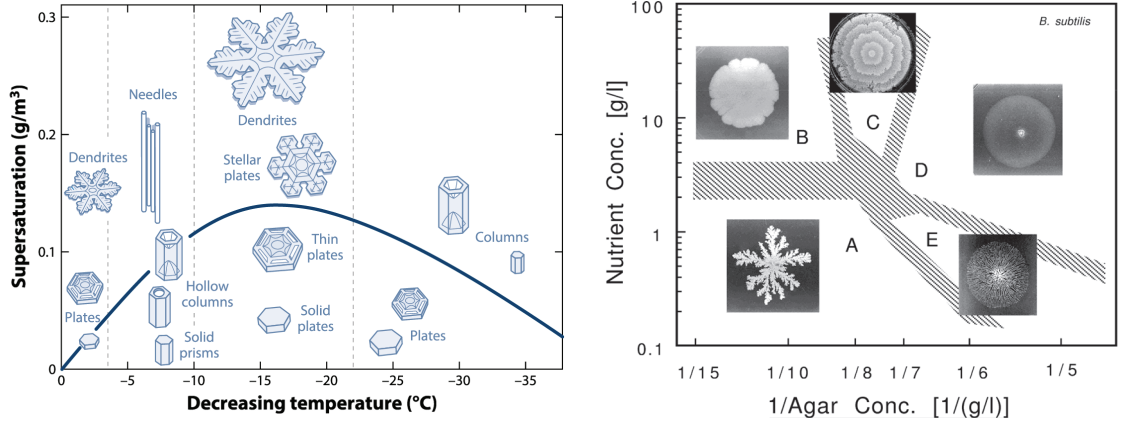 Supersaturation (g/m³)
0.3
0.2
0.1
0
0
–5
–10
–15
–20
–25
–30
–35
Decreasing temperature (°C)
Dendrites
Needles
Dendrites
Stellar
plates
Thin
plates
Columns
Plates
Hollow
columns
Solid
prisms
Solid
plates
Plates
Nutrient Conc. [g/l]
100
10
1
0.1
B. subtilis
B
C
D
A
E
1/15
1/10
1/8
1/7
1/6
1/5
1/Agar Conc. [1/(g/l)]